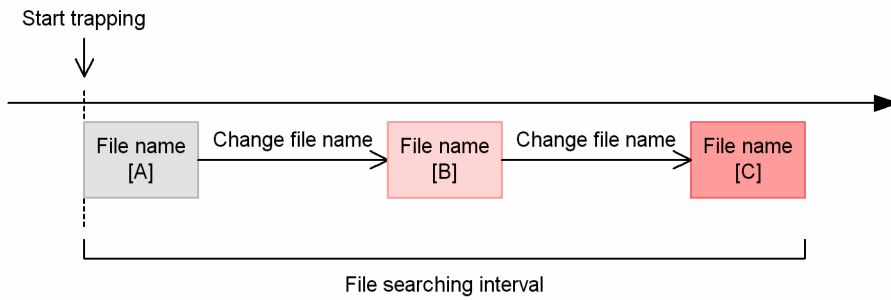 Start trapping
File name
[A]
Change file name
File name
[B]
Change file name
File name
[C]
File searching interval